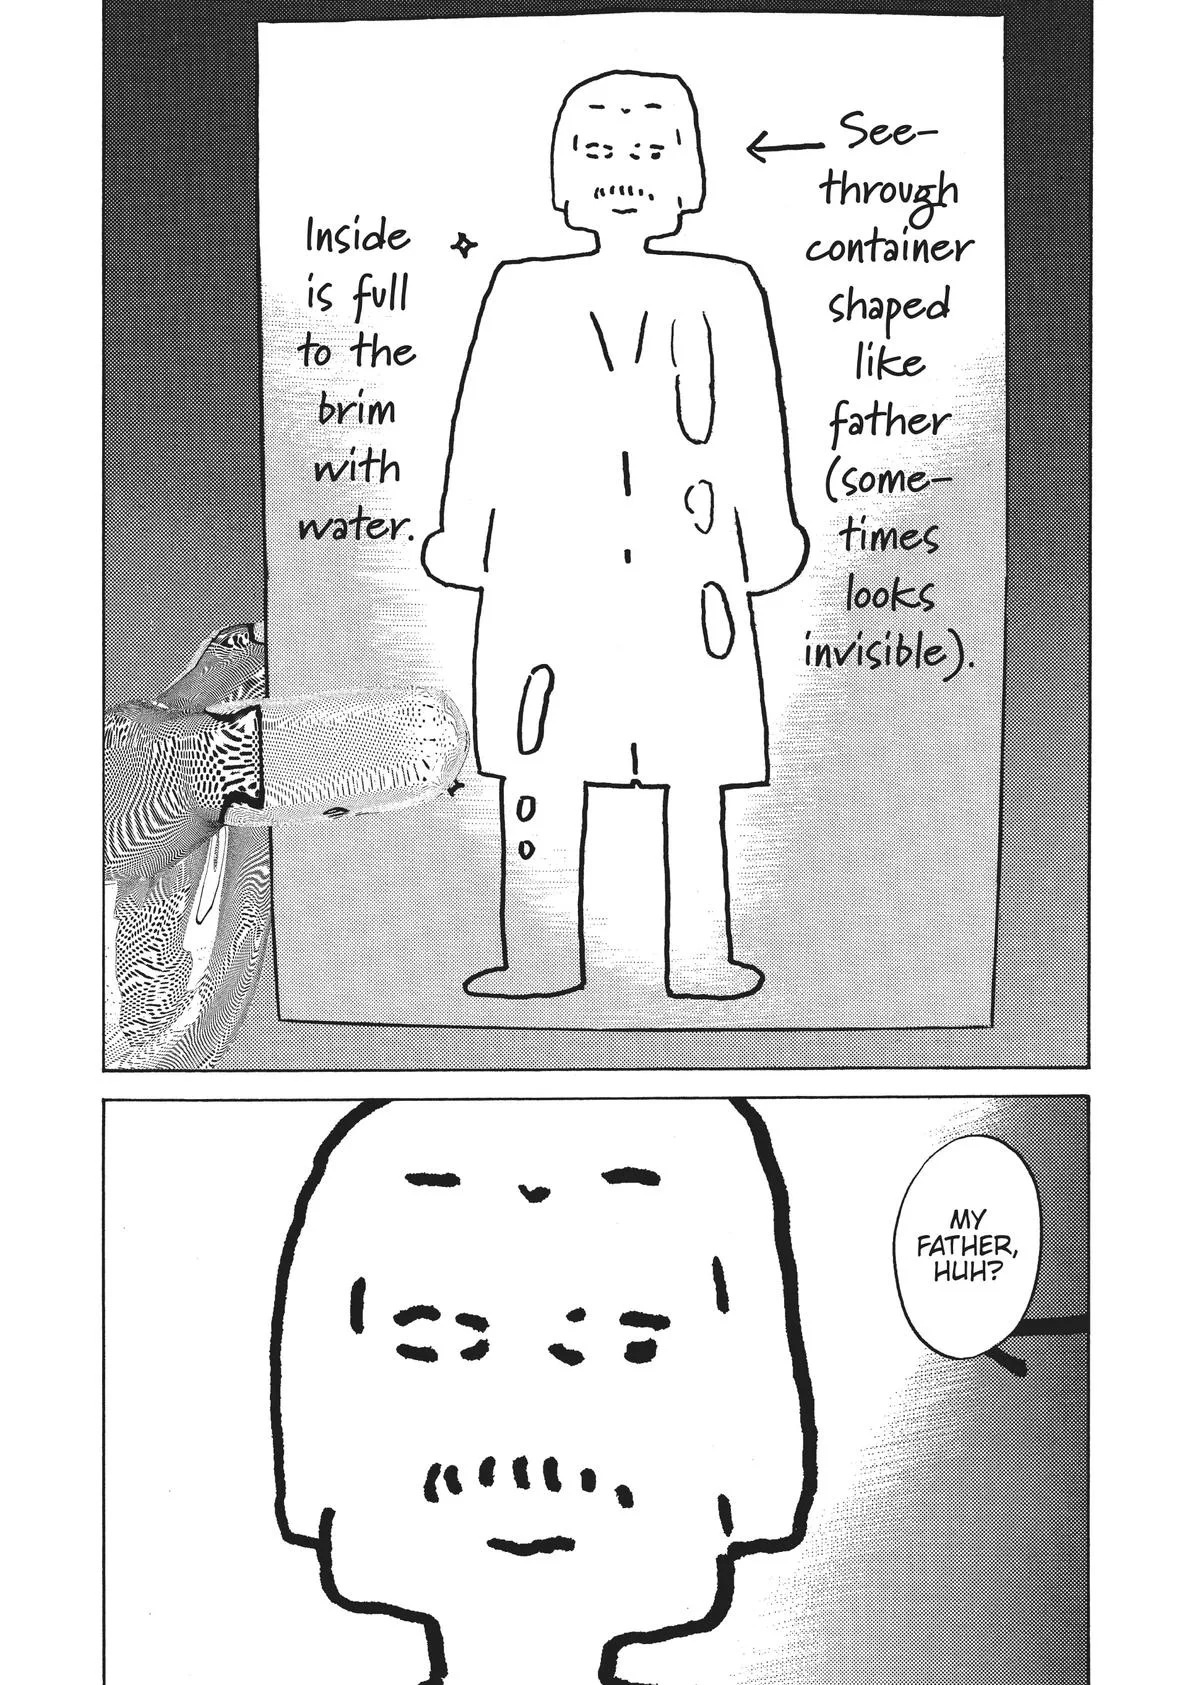 See-
through
container
shaped
like
father
(some-
times
looks
invisible).
Inside
is full
to the
brim
with
water.
MY
FATHER,
HUH?